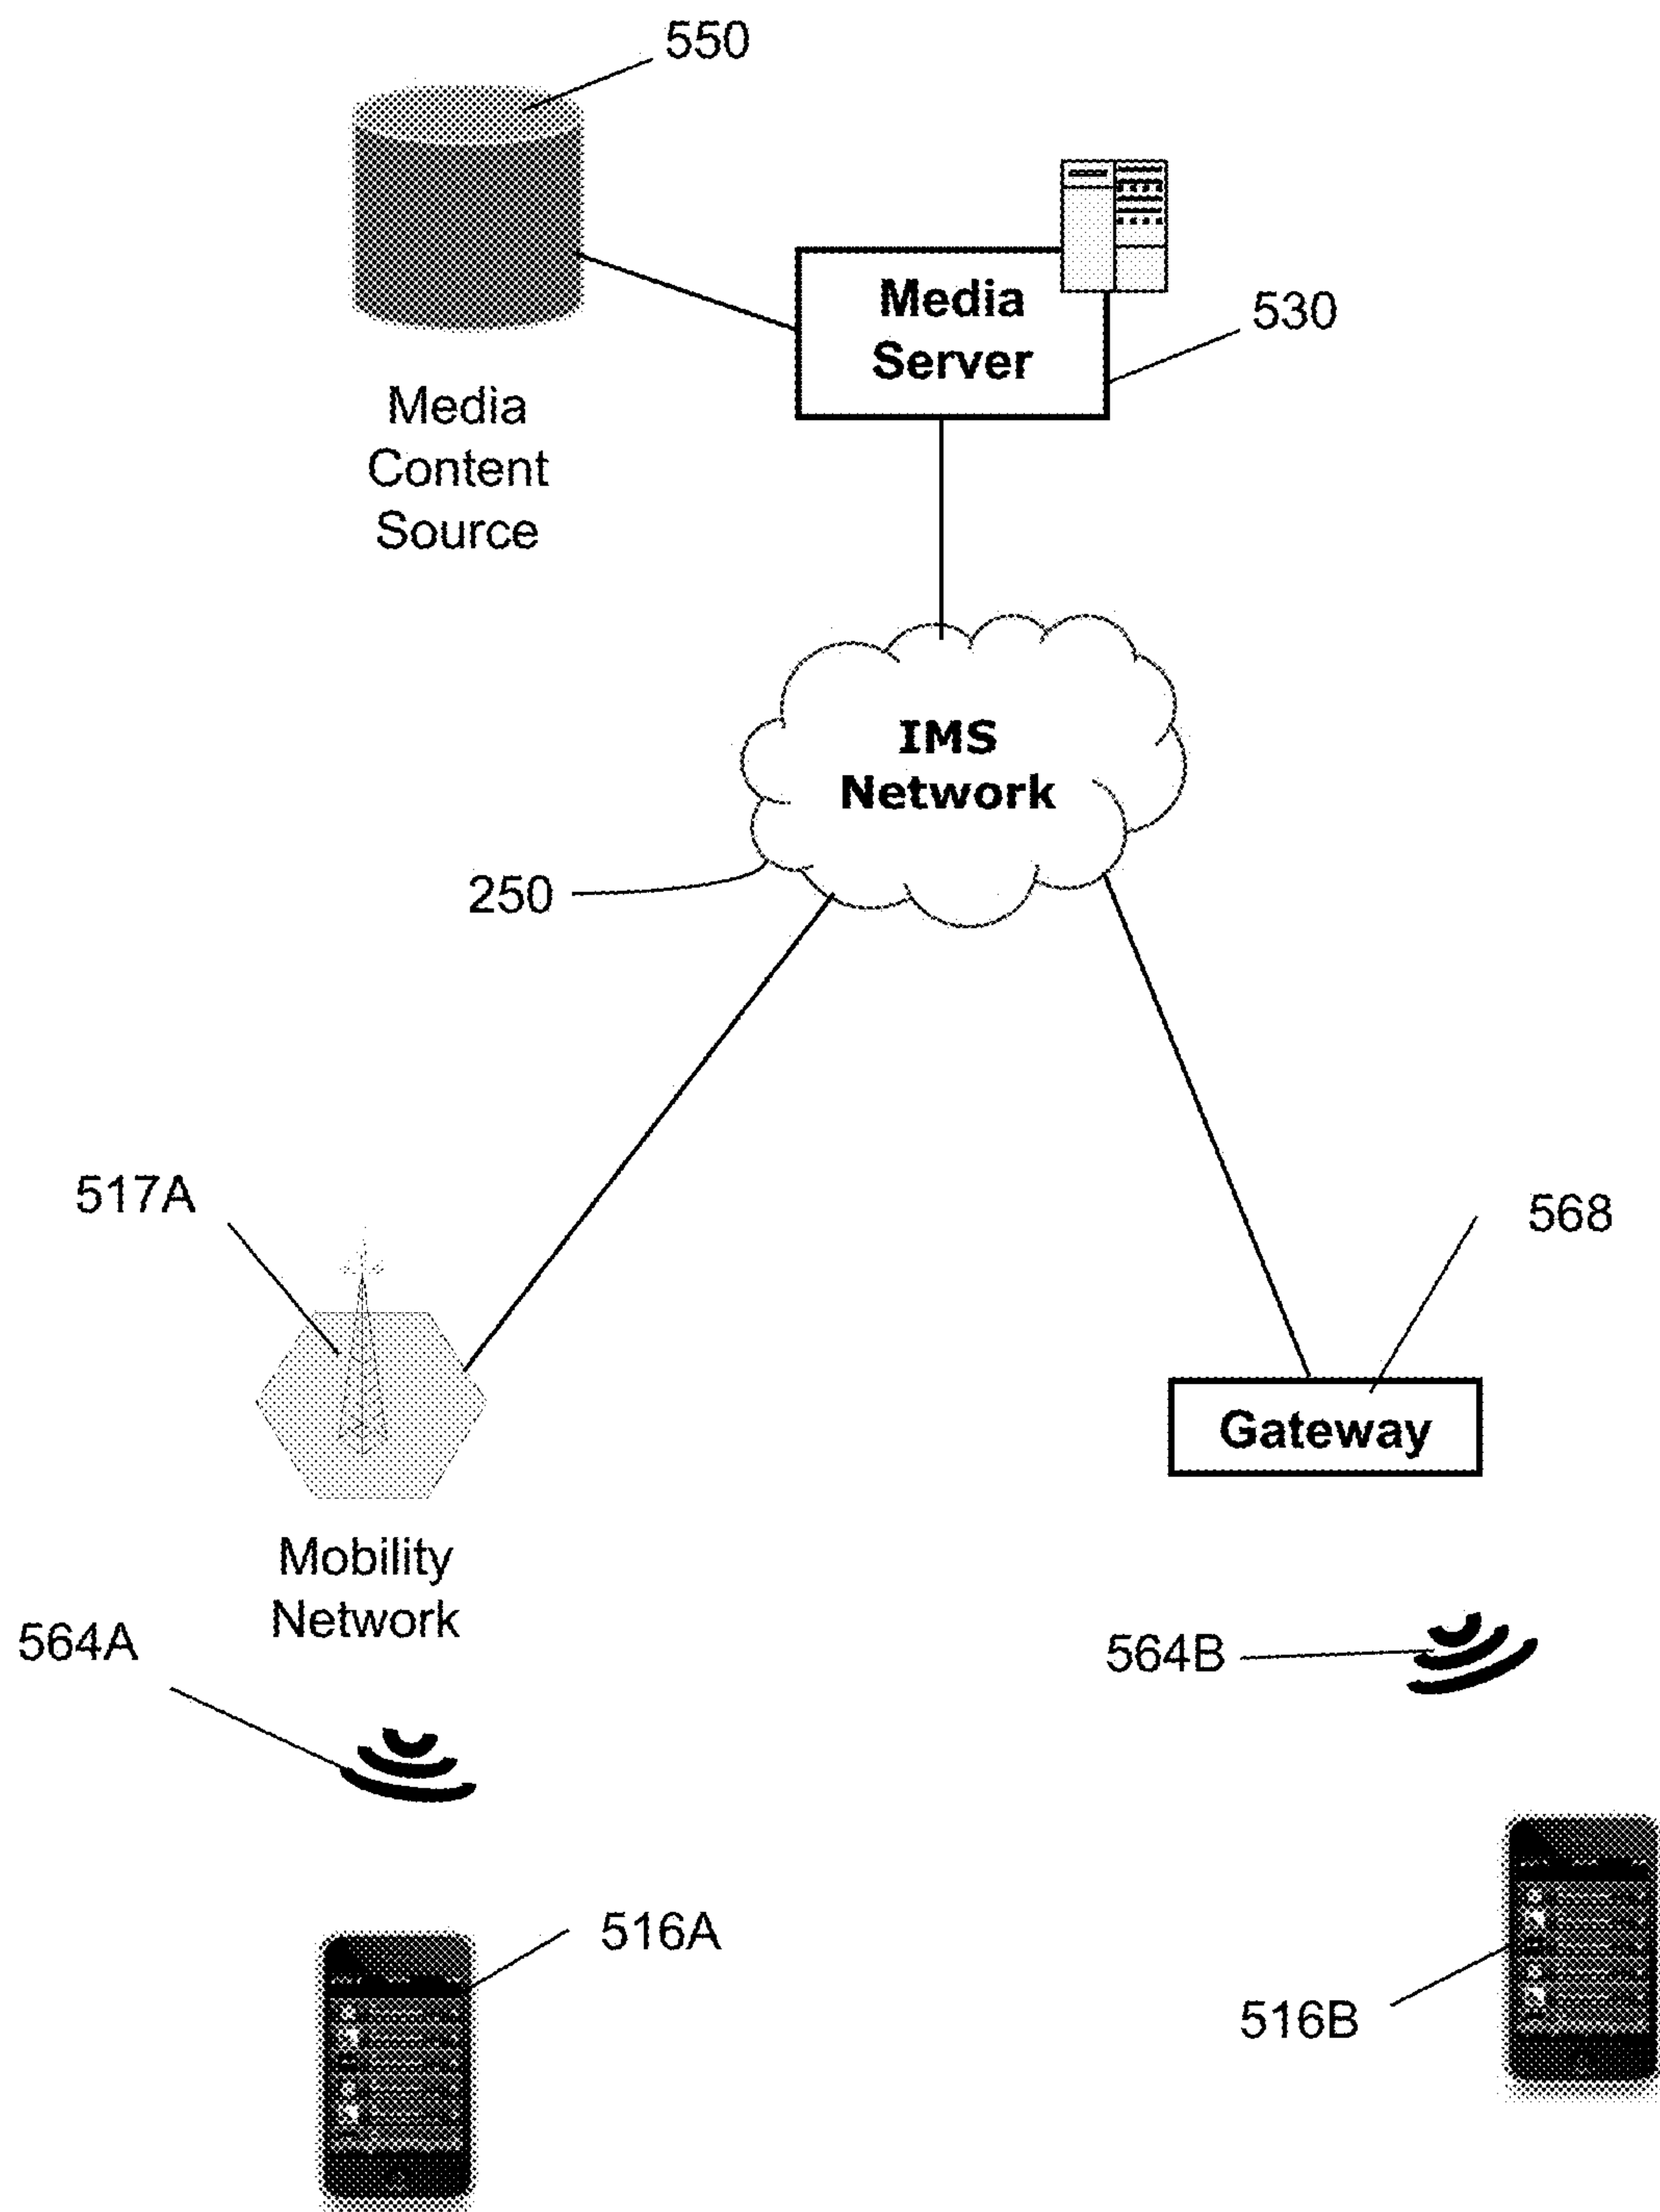 550
Media
Server
530
Media
Content
Source
IMS
Network
250
517A
568
Gateway
Mobility
Network
564A
564B
516A
516B